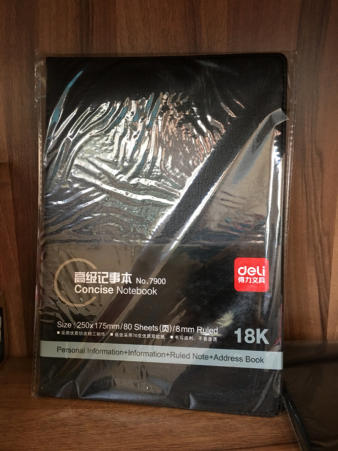 高级记事本 No.7900
Concise Notebook
deli
得力文具
Size：250x175mm/80 Sheets(页)/8mm Ruled
18K
Personal Information+Information+Ruled Note+Address Book